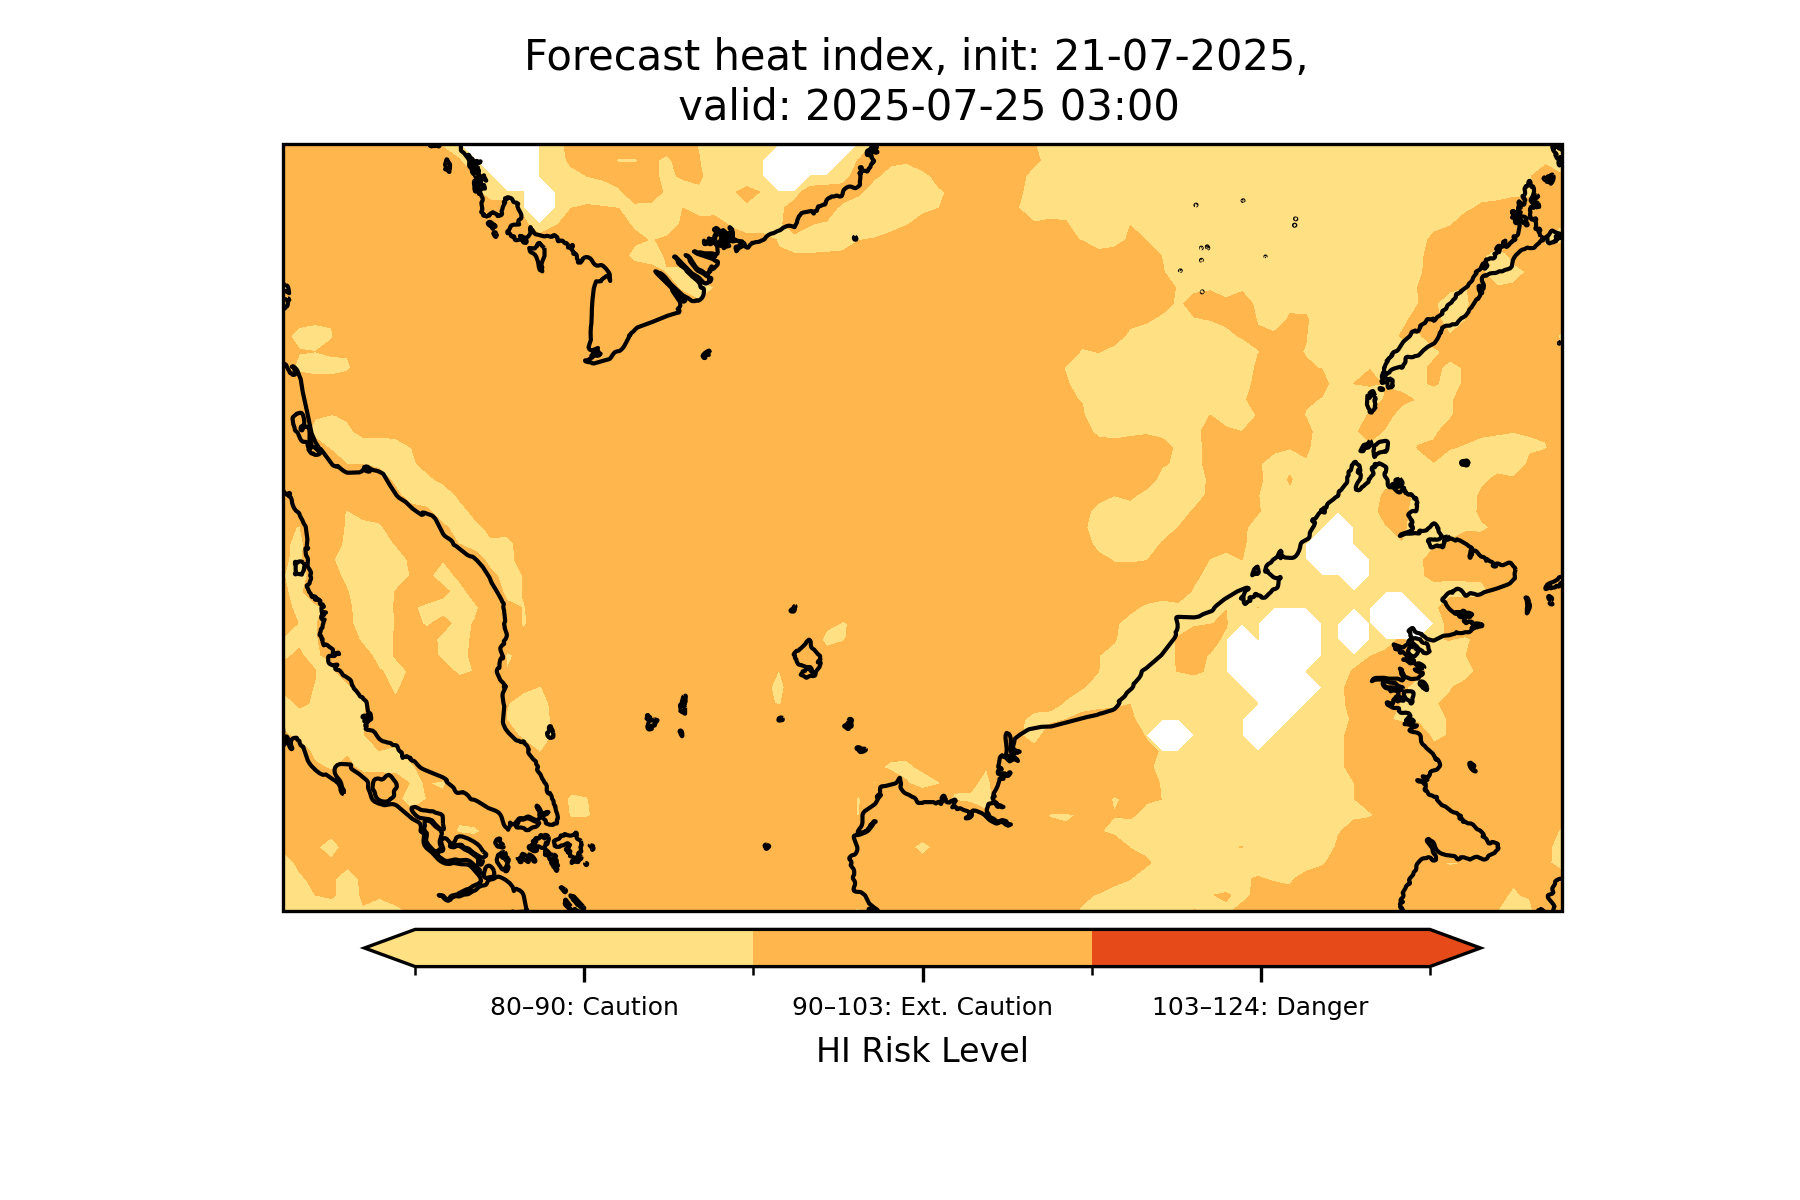 Forecast heat index, init: 21-07-2025,
valid: 2025-07-25 03:00
80–90: Caution
90–103: Ext. Caution
103–124: Danger
HI Risk Level